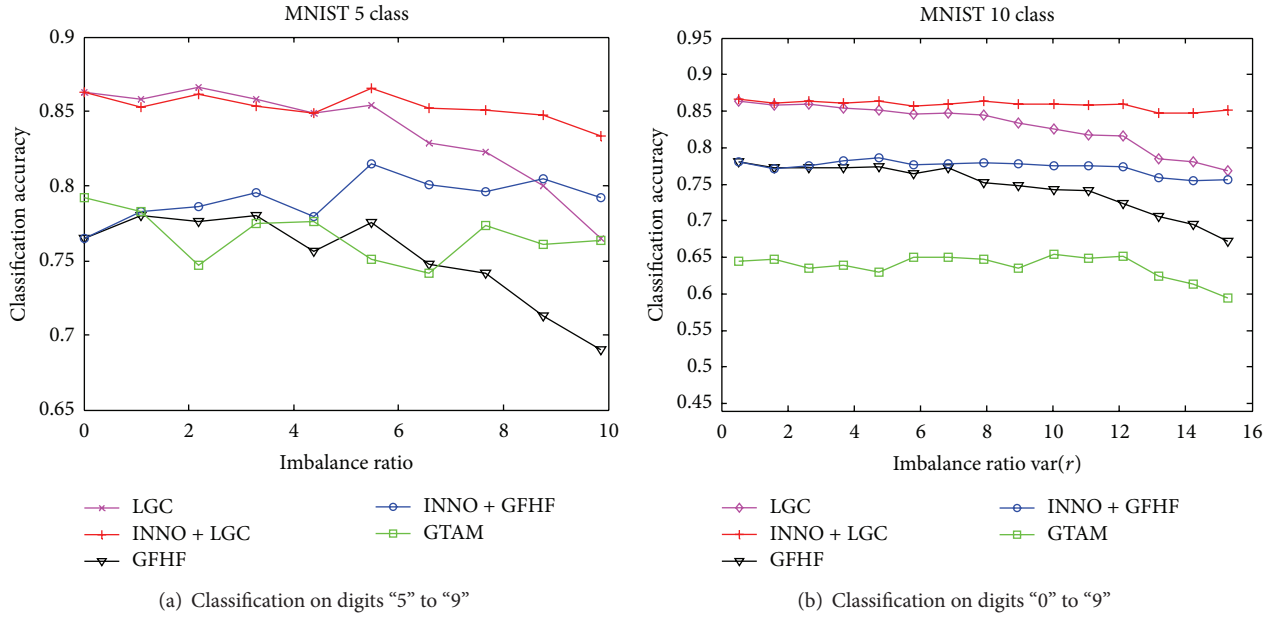 MNIST 5 class
0.9
0.85
0.8
0.75
0.7
0.65
Classification accuracy
0 2 4 6 8 10
Imbalance ratio
LGC
INNO + LGC
GFHF
INNO + GFHF
GTAM
(a) Classification on digits “5” to “9”
MNIST 10 class
0.95
0.9
0.85
0.8
0.75
0.7
0.65
0.6
0.55
0.5
0.45
Classification accuracy
0 2 4 6 8 10 12 14 16
Imbalance ratio var(r)
LGC
INNO + LGC
GFHF
INNO + GFHF
GTAM
(b) Classification on digits “0” to “9”